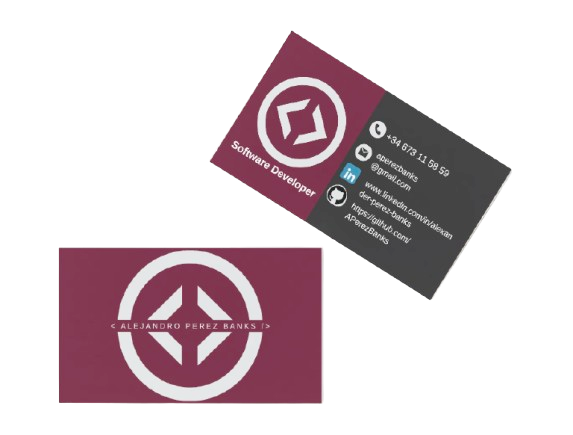 Software Developer
+34 673 11 58 59
aperezbanks
@gmail.com
in
www.linkedin.com/in/alexan
der-perez-banks
https://github.com/
APerezBanks
< ALEJANDRO PEREZ BANKS />